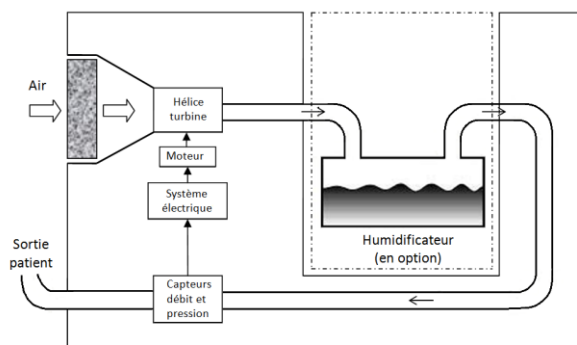 Air
Hélice
turbine
Moteur
Système
électrique
Humidificateur
(en option)
Sortie
patient
Capteurs
débit et
pression